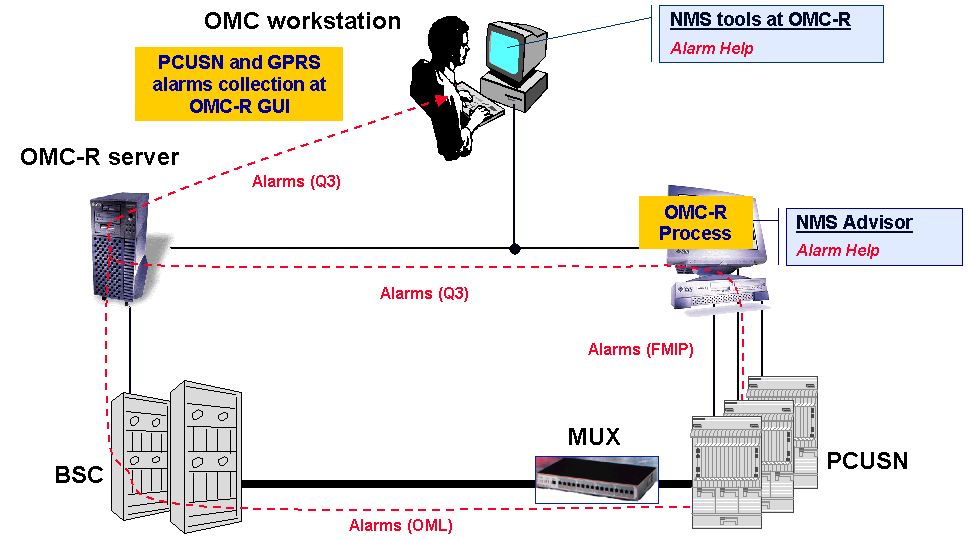 OMC workstation
NMS tools at OMC-R
Alarm Help
PCUSN and GPRS
alarms collection at
OMC-R GUI
OMC-R server
Alarms (Q3)
OMC-R
Process
NMS Advisor
Alarm Help
Alarms (Q3)
Alarms (FMIP)
MUX
PCUSN
BSC
Alarms (OML)